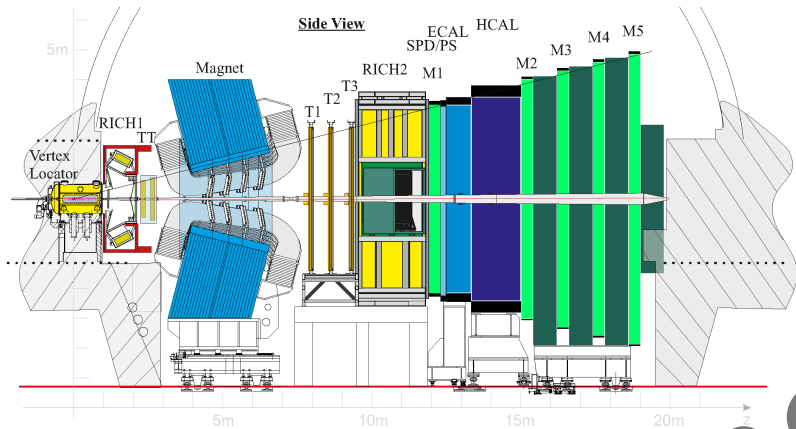 Side View
5m
HCAL
ECAL
SPD/PS
M5
M4
M3
M2
M1
RICH2
Magnet
T3
T2
T1
RICH1
TT
Vertex
Locator
5m
10m
15m
20m
z